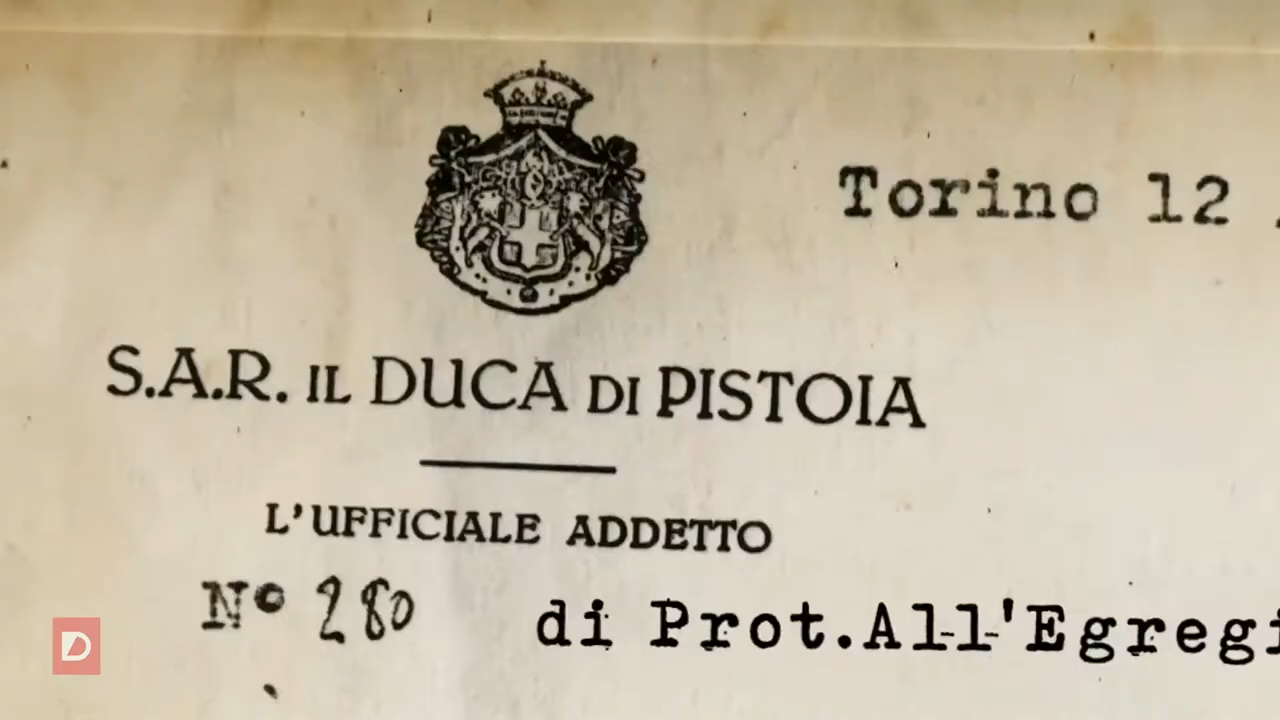 Torino 12
S.A.R. IL DUCA DI PISTOIA
L'UFFICIALE ADDETTO
N° 280 di Prot. All'Egregi
D